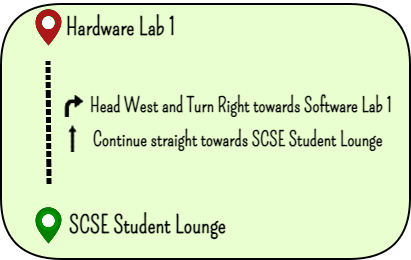 Hardware Lab 1
Head West and Turn Right towards Software Lab 1
Continue straight towards SCSE Student Lounge
SCSE Student Lounge